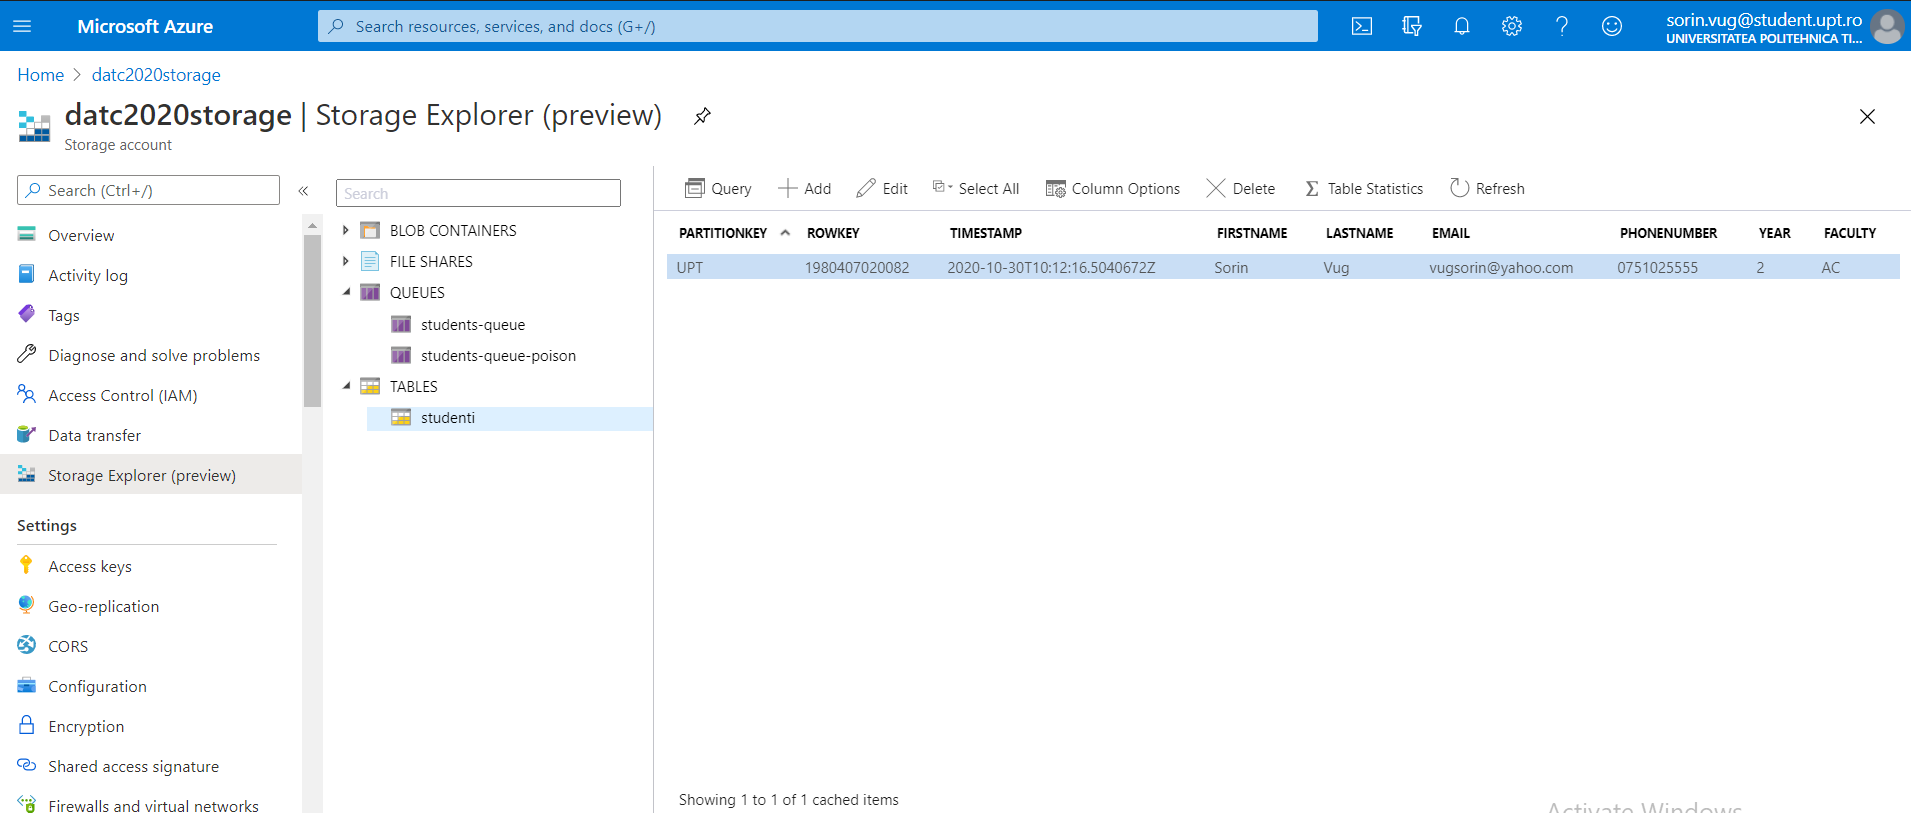 Microsoft Azure
Search resources, services, and docs (G+/)
sorin.vug@student.upt.ro
UNIVERSITATEA POLITEHNICA TI...
Home > datc2020storage
datc2020storage | Storage Explorer (preview)
Storage account
Search (Ctrl+/)
«
Overview
Activity log
Tags
Diagnose and solve problems
Access Control (IAM)
Data transfer
Storage Explorer (preview)
Settings
Access keys
Geo-replication
CORS
Configuration
Encryption
Shared access signature
Firewalls and virtual networks
Search
BLOB CONTAINERS
FILE SHARES
QUEUES
students-queue
students-queue-poison
TABLES
studenti
Query Add Edit Select All Column Options Delete Table Statistics Refresh
PARTITIONKEY ROWKEY TIMESTAMP FIRSTNAME LASTNAME EMAIL PHONENUMBER YEAR FACULTY
UPT 1980407020082 2020-10-30T10:12:16.5040672Z Sorin Vug vugsorin@yahoo.com 0751025555 2 AC
Showing 1 to 1 of 1 cached items
Activate Windows